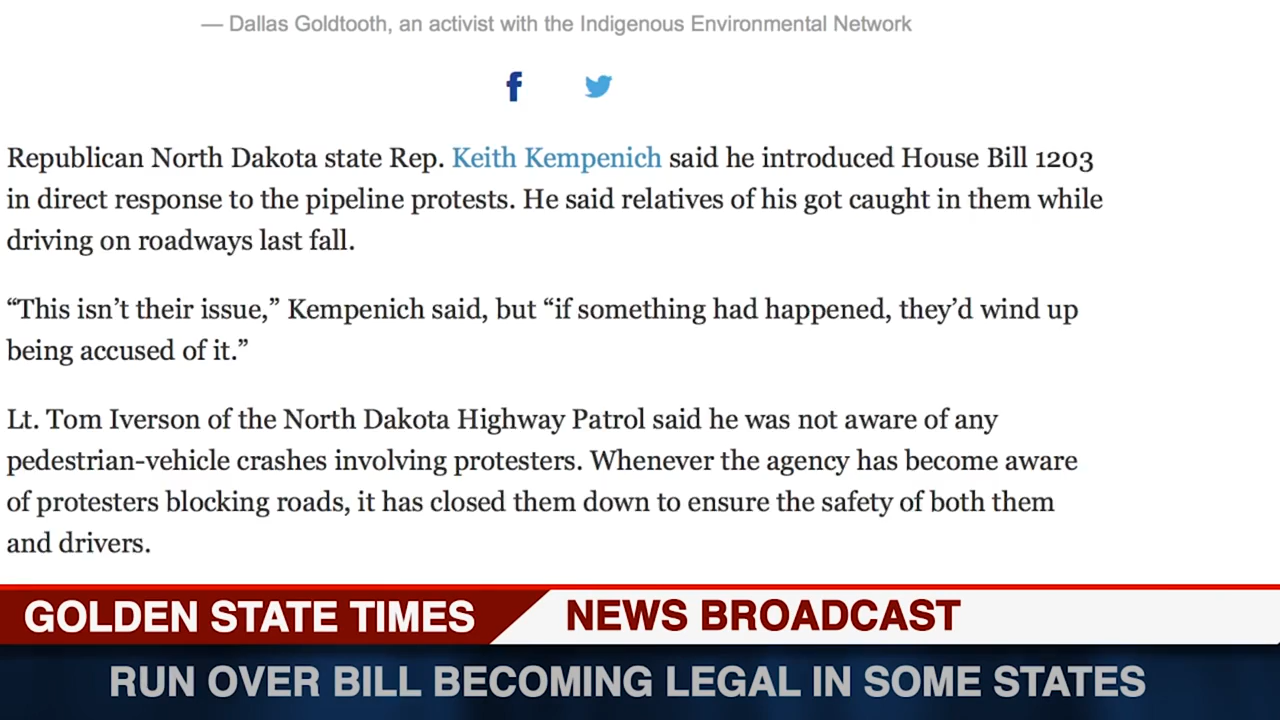 — Dallas Goldtooth, an activist with the Indigenous Environmental Network
Republican North Dakota state Rep. Keith Kempenich said he introduced House Bill 1203
in direct response to the pipeline protests. He said relatives of his got caught in them while
driving on roadways last fall.
“This isn’t their issue,” Kempenich said, but “if something had happened, they’d wind up
being accused of it.”
Lt. Tom Iverson of the North Dakota Highway Patrol said he was not aware of any
pedestrian-vehicle crashes involving protesters. Whenever the agency has become aware
of protesters blocking roads, it has closed them down to ensure the safety of both them
and drivers.
GOLDEN STATE TIMES
NEWS BROADCAST
RUN OVER BILL BECOMING LEGAL IN SOME STATES